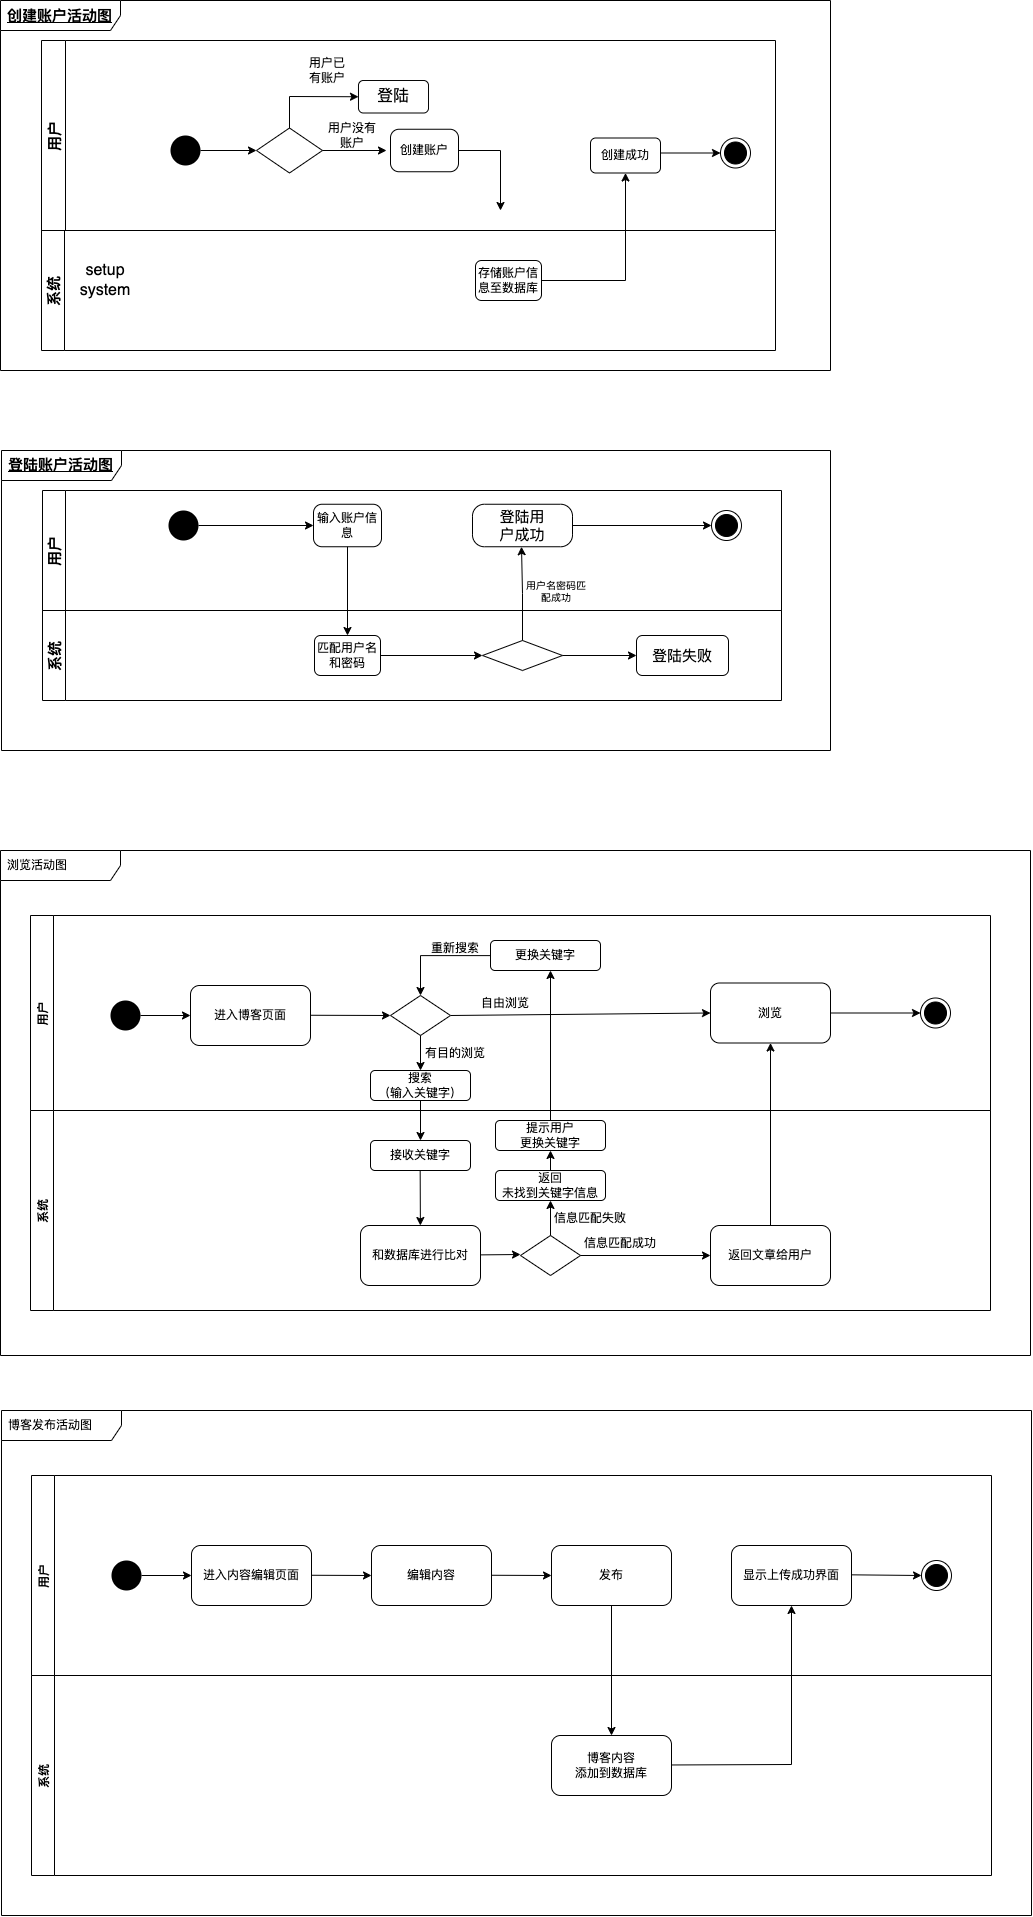 创建账户活动图
用户已
有账户
登陆
用户没有
账户
创建账户
创建成功
用户
setup
system
存储账户信
息至数据库
系统
登陆账户活动图
输入账户信
息
登陆用
户成功
用户
用户名密码匹
配成功
匹配用户名
和密码
登陆失败
系统
浏览活动图
重新搜索
更换关键字
自由浏览
进入博客页面
浏览
用户
有目的浏览
搜索
(输入关键字)
提示用户
更换关键字
接收关键字
返回
未找到关键字信息
系统
信息匹配失败
信息匹配成功
和数据库进行比对
返回文章给用户
博客发布活动图
用户
进入内容编辑页面
编辑内容
发布
显示上传成功界面
系统
博客内容
添加到数据库